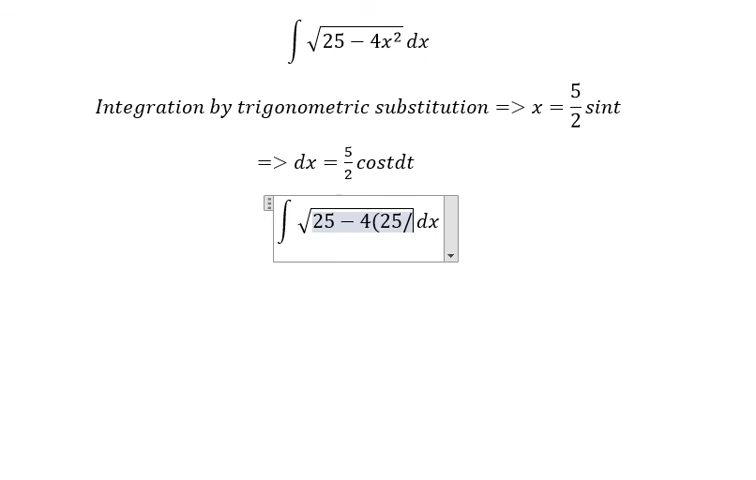 ∫ √25 − 4x² dx
Integration by trigonometric substitution => x = 5/2 sint
=> dx = 5/2 costdt
∫ √25 − 4(25/ dx